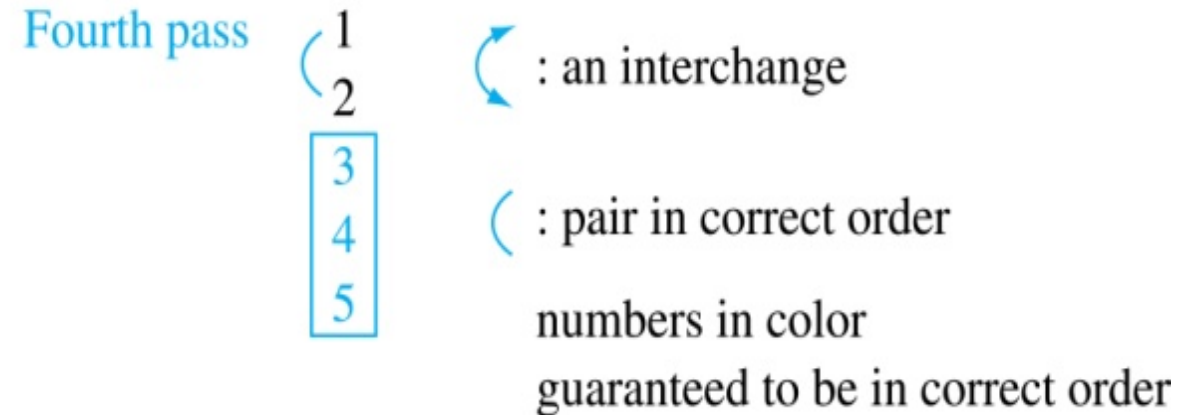 Fourth pass
1
2
3
4
5
: an interchange
: pair in correct order
numbers in color
guaranteed to be in correct order